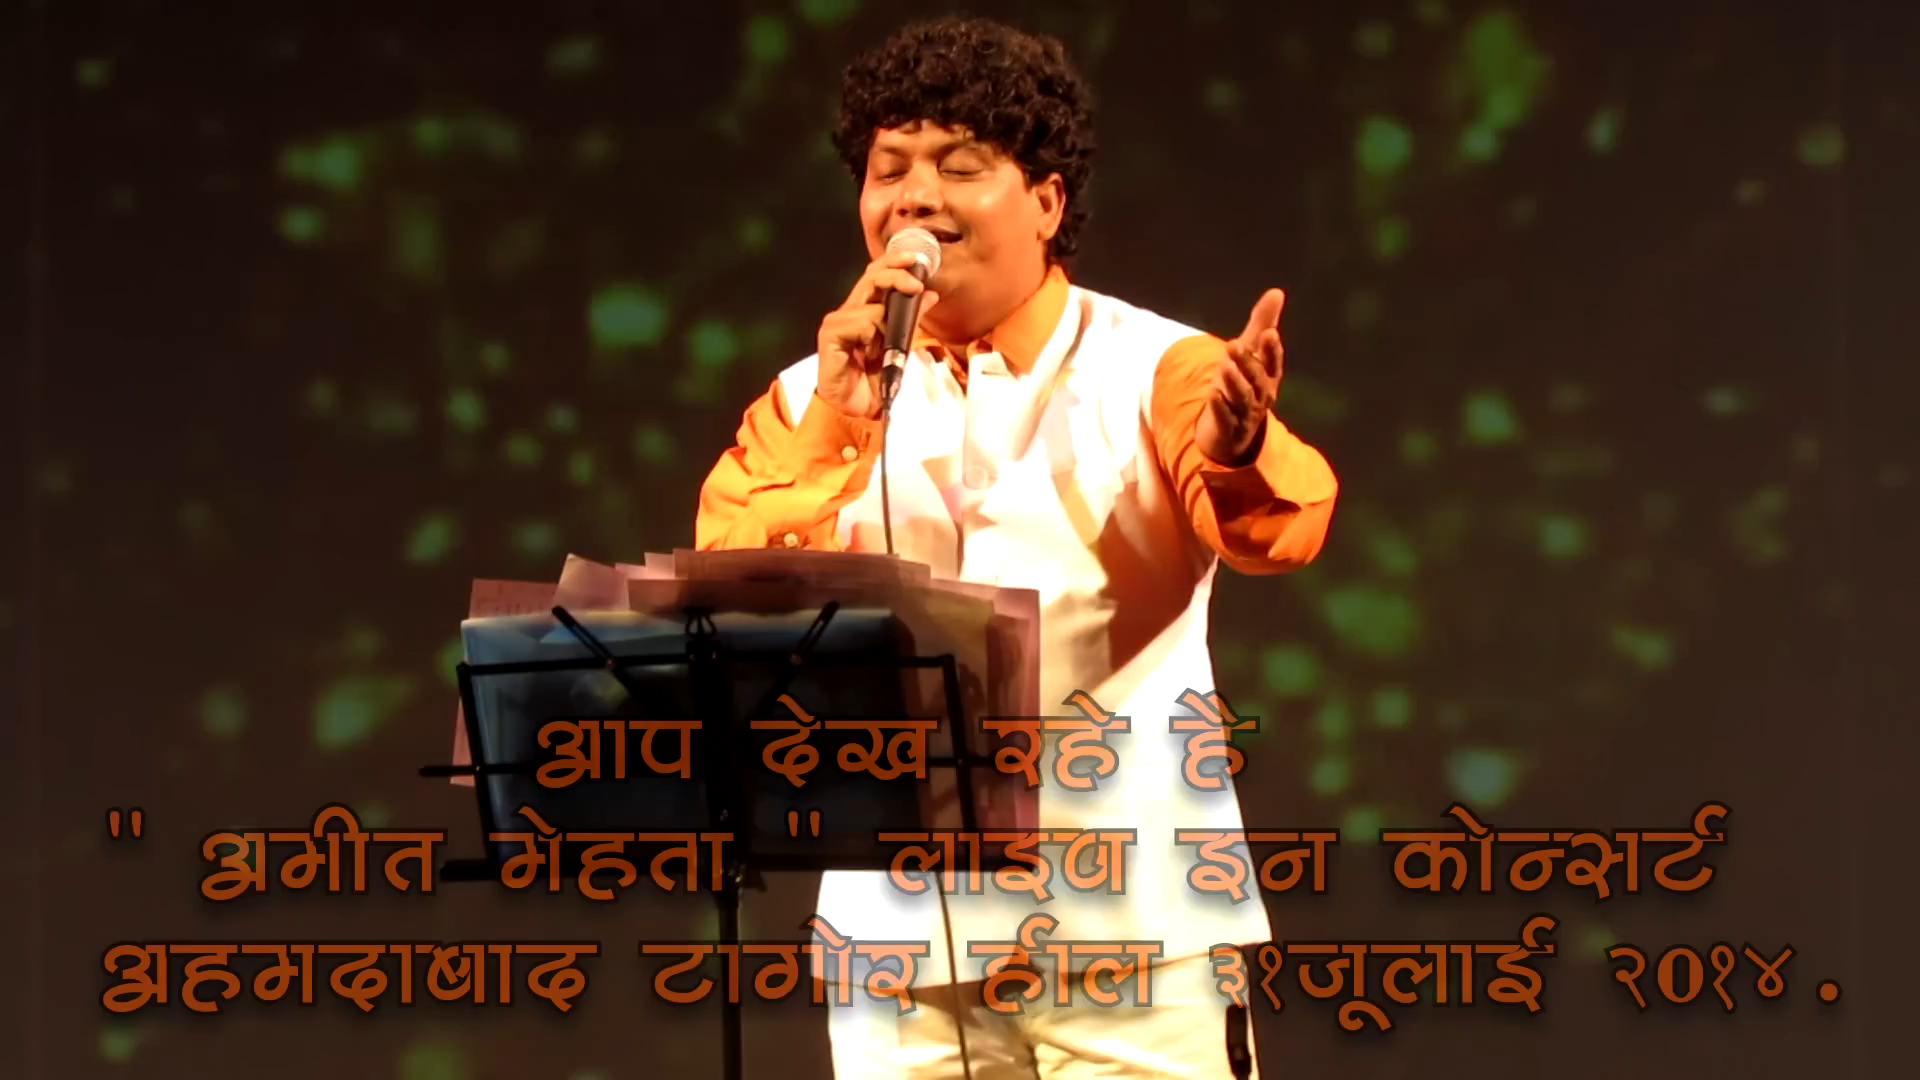 आप देख रहे है
" अमीत मेहता " लाइव इन कोन्सर्ट
अहमदाबाद टागोर र्हाल ३१जूलाई २०१४.